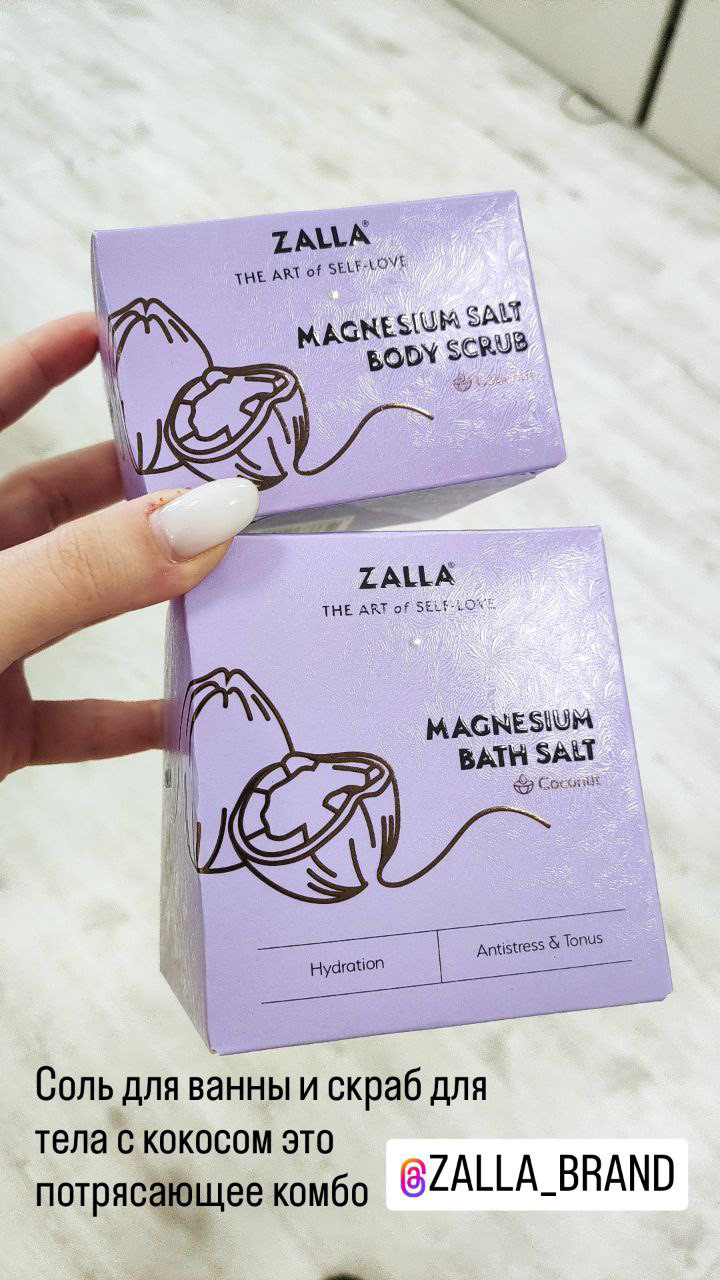 ZALLA®
THE ART of SELF-LOVE
MAGNESIUM SALT
BODY SCRUB
Coconut
ZALLA®
THE ART of SELF-LOVE
MAGNESIUM
BATH SALT
Coconut
Hydration
Antistress & Tonus
Соль для ванны и скраб для
тела с кокосом это
потрясающее комбо
@ZALLA_BRAND